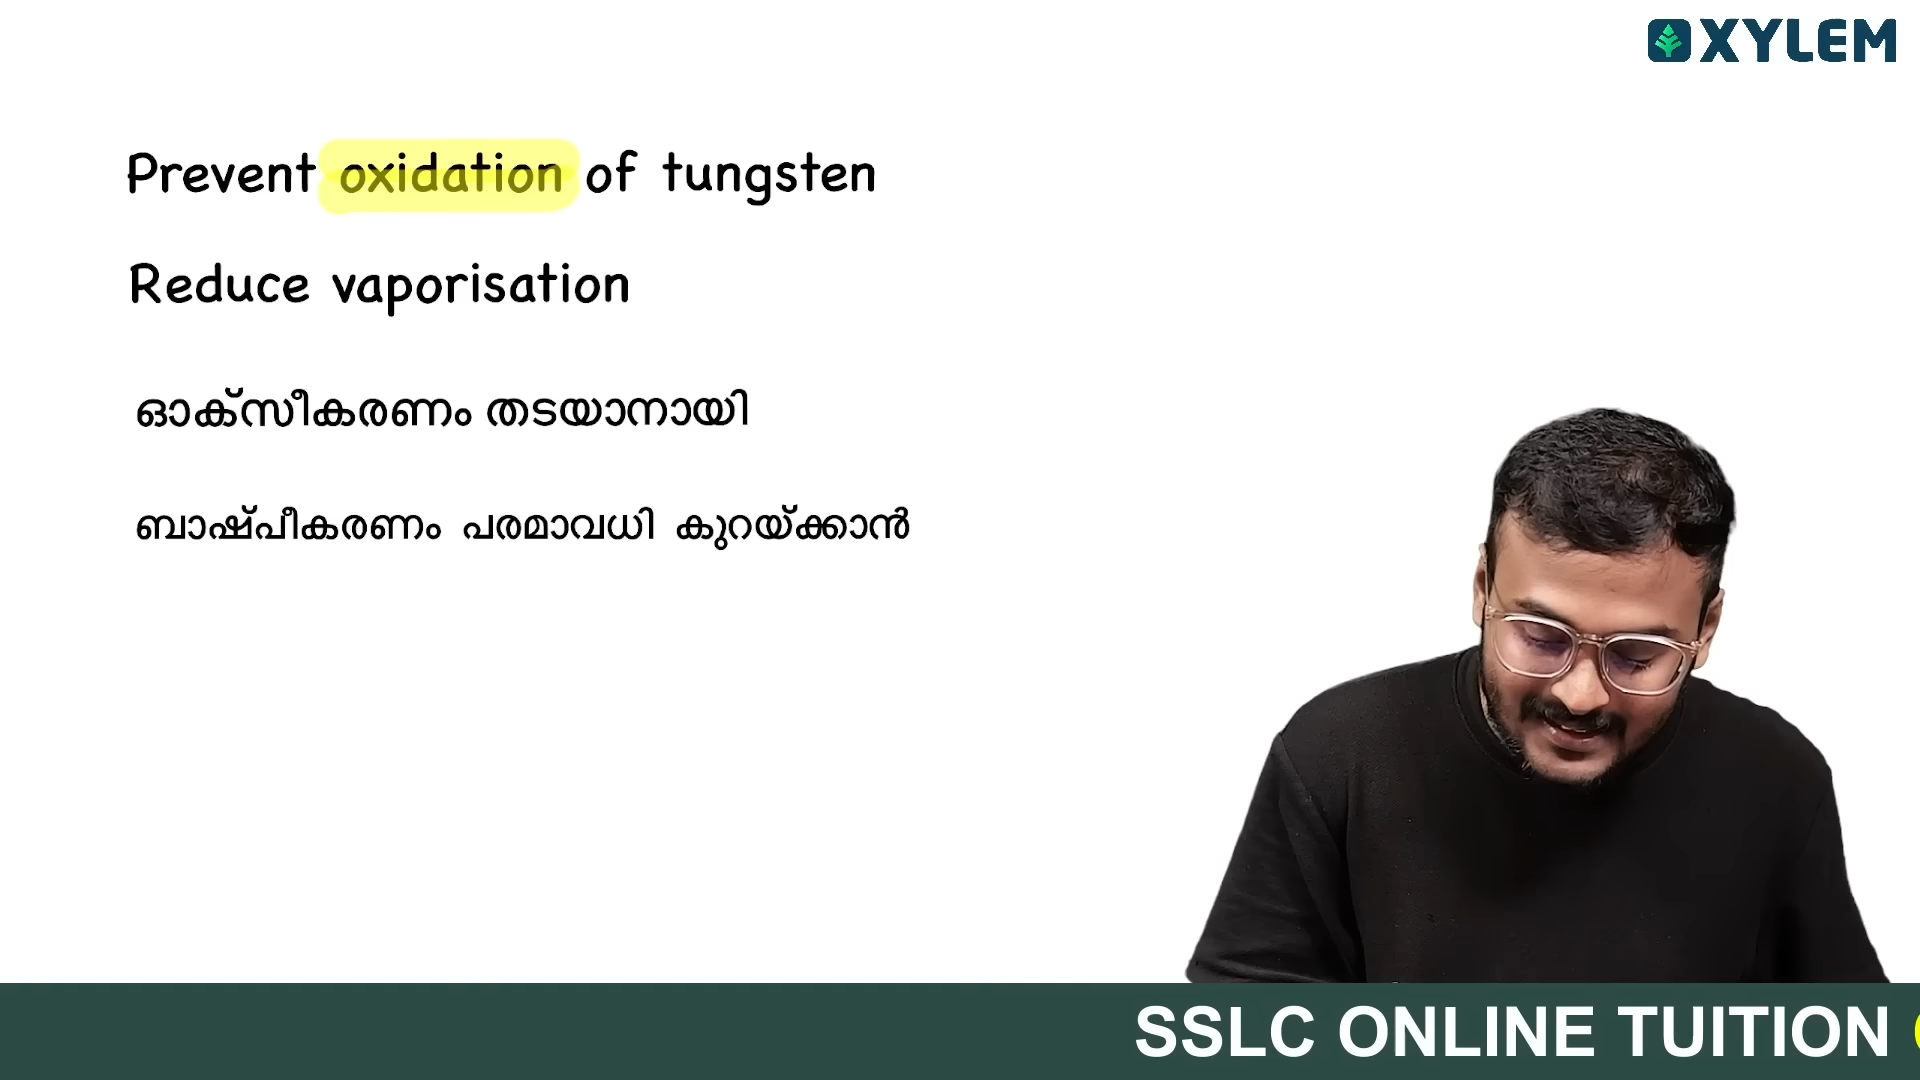 XYLEM
Prevent oxidation of tungsten
Reduce vaporisation
ഓക്സീകരണം തടയാനായി
ബാഷ്പീകരണം പരമാവധി കുറയ്ക്കാൻ
SSLC ONLINE TUITION